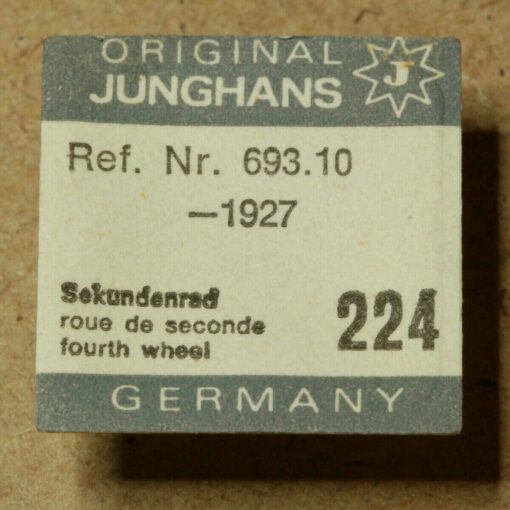 ORIGINAL
JUNGHANS
J
Ref. Nr. 693.10
—1927
Sekundenrad
roue de seconde
fourth wheel
224
GERMANY